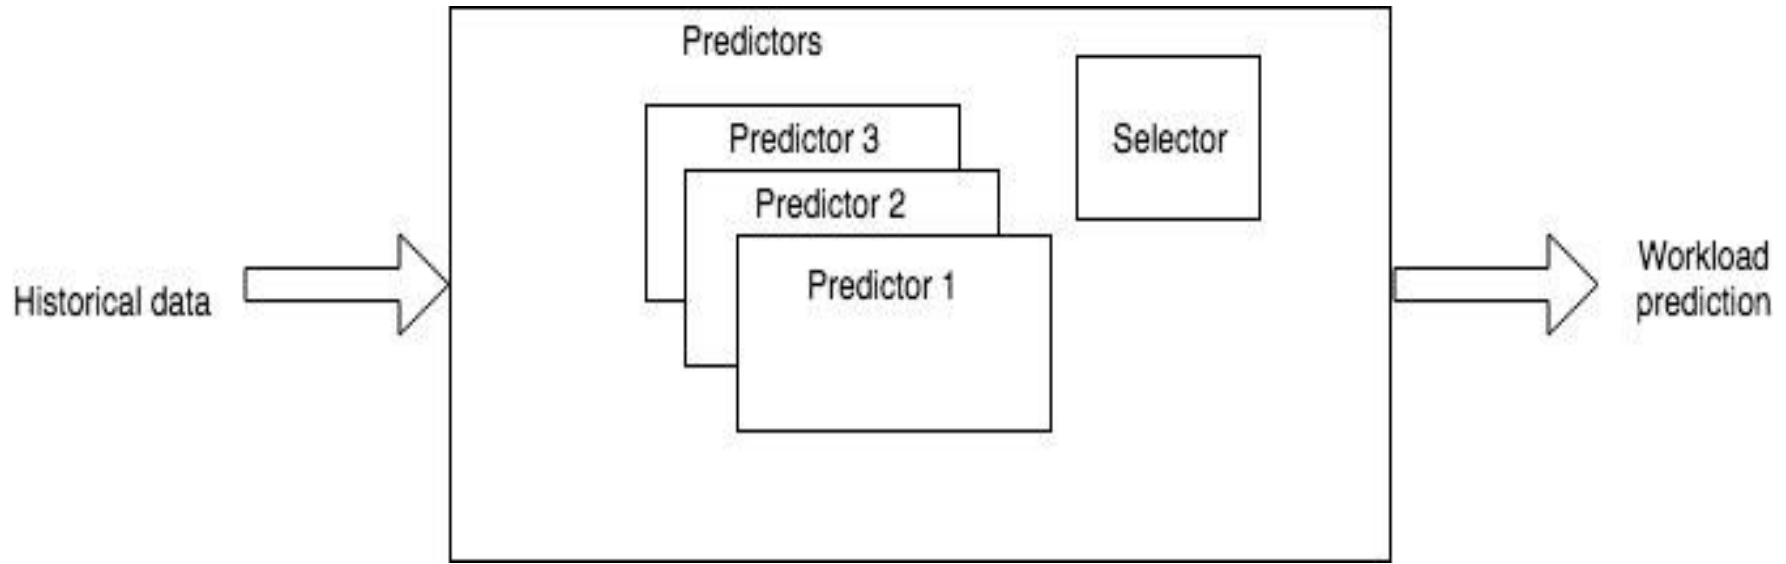 Predictors
Predictor 3
Selector
Predictor 2
Predictor 1
Historical data
Workload
prediction